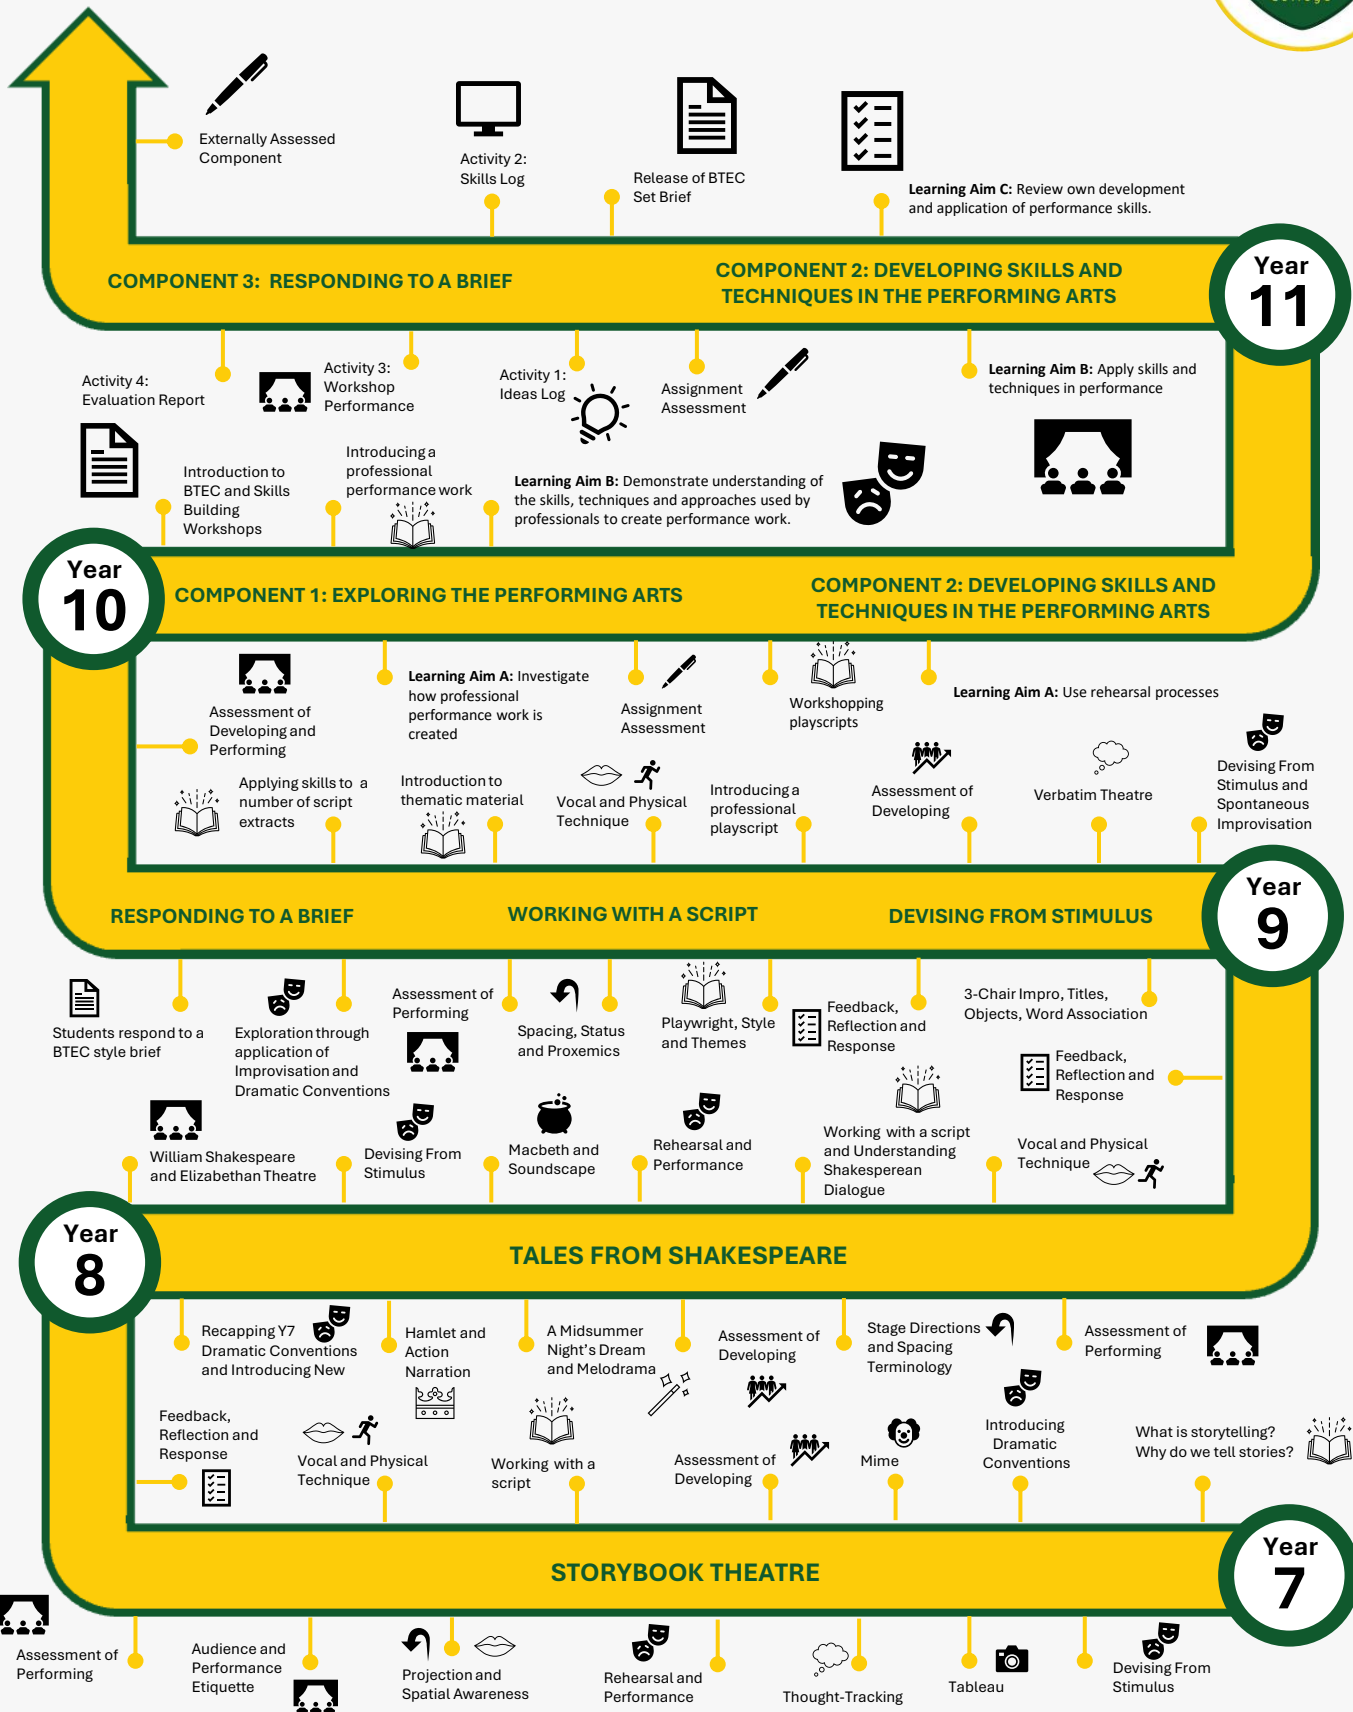 College
Externally Assessed
Component
Activity 2:
Skills Log
Release of BTEC
Set Brief
Learning Aim C: Review own development
and application of performance skills.
COMPONENT 3: RESPONDING TO A BRIEF
COMPONENT 2: DEVELOPING SKILLS AND
TECHNIQUES IN THE PERFORMING ARTS
Year
11
Activity 4:
Evaluation Report
Activity 3:
Workshop
Performance
Activity 1:
Ideas Log
Assignment
Assessment
Learning Aim B: Apply skills and
techniques in performance
Introduction to
BTEC and Skills
Building
Workshops
Introducing a
professional
performance work
Learning Aim B: Demonstrate understanding of
the skills, techniques and approaches used by
professionals to create performance work.
Year
10
COMPONENT 1: EXPLORING THE PERFORMING ARTS
COMPONENT 2: DEVELOPING SKILLS AND
TECHNIQUES IN THE PERFORMING ARTS
Assessment of
Developing and
Performing
Learning Aim A: Investigate
how professional
performance work is
created
Assignment
Assessment
Workshopping
playscripts
Learning Aim A: Use rehearsal processes
Applying skills to a
number of script
extracts
Introduction to
thematic material
Vocal and Physical
Technique
Introducing a
professional
playscript
Assessment of
Developing
Verbatim Theatre
Devising From
Stimulus and
Spontaneous
Improvisation
RESPONDING TO A BRIEF
WORKING WITH A SCRIPT
DEVISING FROM STIMULUS
Year
9
Students respond to a
BTEC style brief
Exploration through
application of
Improvisation and
Dramatic Conventions
Assessment of
Performing
Spacing, Status
and Proxemics
Playwright, Style
and Themes
Feedback,
Reflection and
Response
3-Chair Impro, Titles,
Objects, Word Association
Feedback,
Reflection and
Response
William Shakespeare
and Elizabethan Theatre
Devising From
Stimulus
Macbeth and
Soundscape
Rehearsal and
Performance
Working with a script
and Understanding
Shakesperean
Dialogue
Vocal and Physical
Technique
Year
8
TALES FROM SHAKESPEARE
Recapping Y7
Dramatic Conventions
and Introducing New
Hamlet and
Action
Narration
A Midsummer
Night's Dream
and Melodrama
Assessment of
Developing
Stage Directions
and Spacing
Terminology
Assessment of
Performing
Feedback,
Reflection and
Response
Vocal and Physical
Technique
Working with a
script
Assessment of
Developing
Mime
Introducing
Dramatic
Conventions
What is storytelling?
Why do we tell stories?
STORYBOOK THEATRE
Year
7
Assessment of
Performing
Audience and
Performance
Etiquette
Projection and
Spatial Awareness
Rehearsal and
Performance
Thought-Tracking
Tableau
Devising From
Stimulus